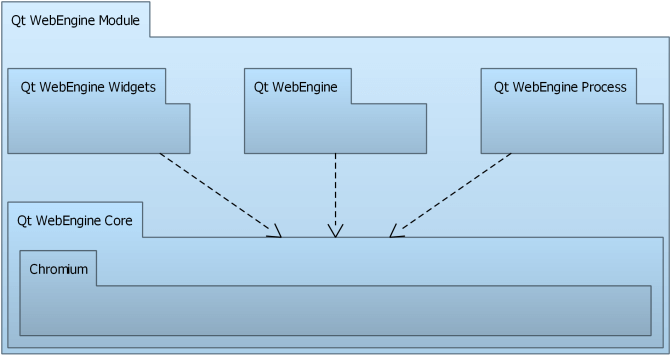 Qt WebEngine Module
Qt WebEngine Widgets
Qt WebEngine
Qt WebEngine Process
Qt WebEngine Core
Chromium